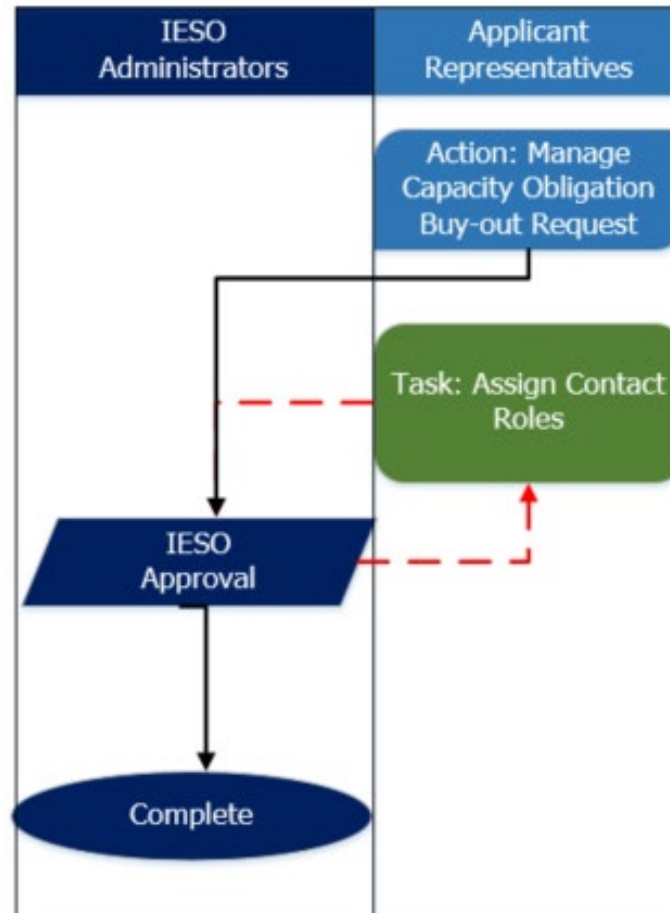 IESO
Administrators
Applicant
Representatives
Action: Manage
Capacity Obligation
Buy-out Request
Task: Assign Contact
Roles
IESO
Approval
Complete